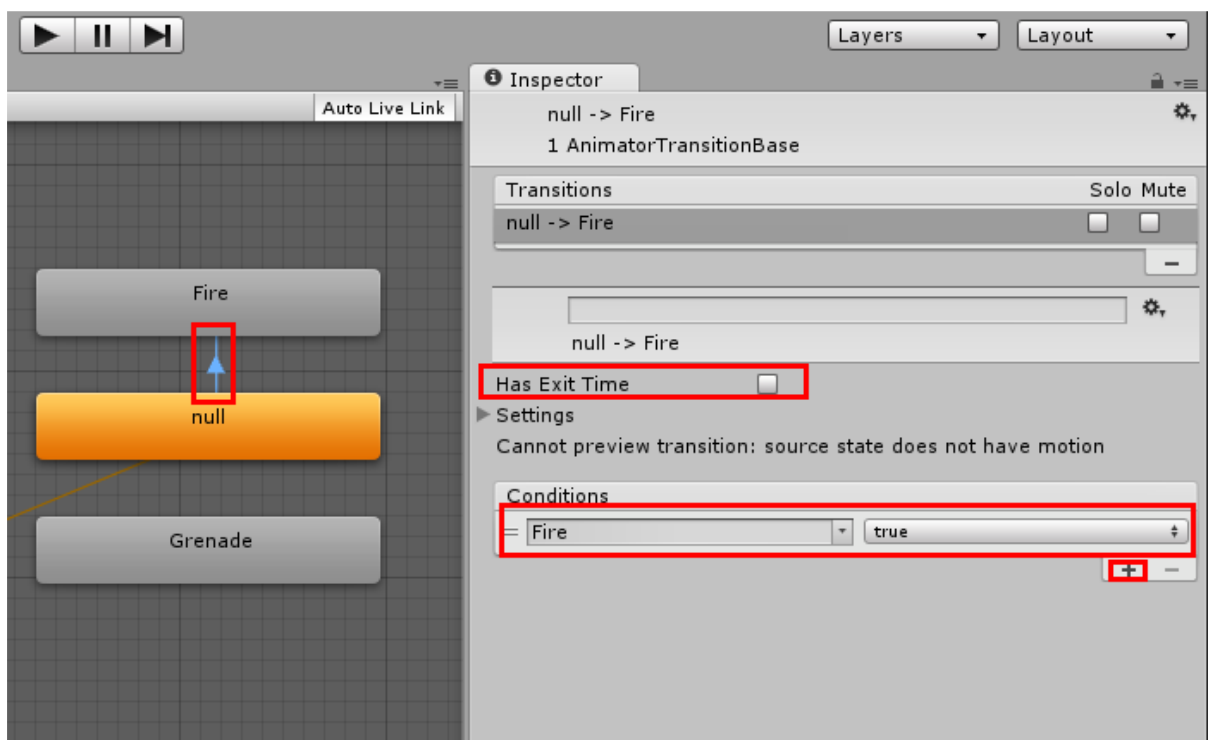 Layers
Layout
Inspector
Auto Live Link
null -> Fire
1 AnimatorTransitionBase
Transitions Solo Mute
null -> Fire
Fire
null
Grenade
null -> Fire
Has Exit Time
Settings
Cannot preview transition: source state does not have motion
Conditions
Fire true